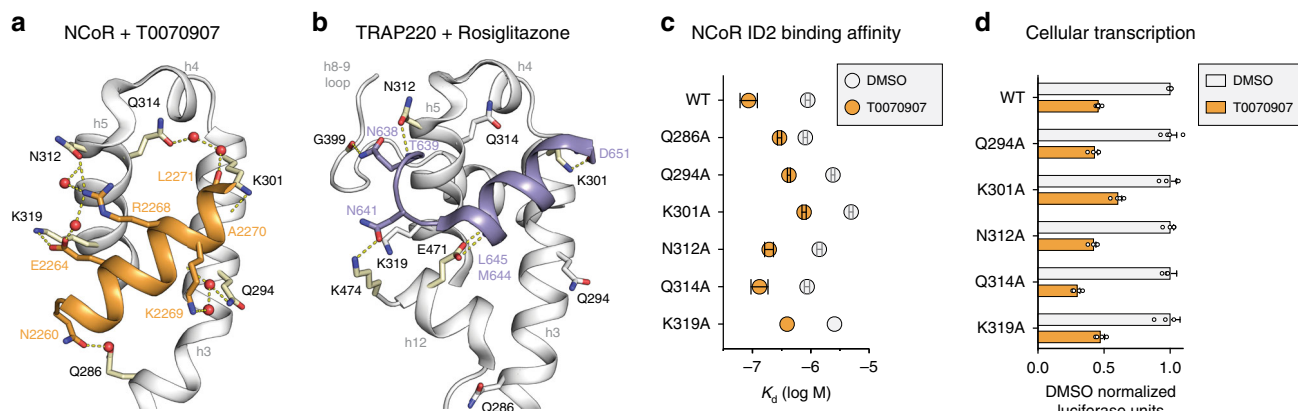 a
NCoR + T0070907
h4
Q314
h5
N312
L2271
K301
R2268
K319
A2270
E2264
Q294
K2269
N2260
h3
Q286
b
TRAP220 + Rosiglitazone
h8-9
loop
h4
N312
h5
Q314
G399
N638
T639
D651
K301
N641
E471
K319
L645
M644
K474
Q294
h12
h3
Q286
c
NCoR ID2 binding affinity
DMSO
T0070907
WT
Q286A
Q294A
K301A
N312A
Q314A
K319A
−7 −6 −5
Kd (log M)
d
Cellular transcription
DMSO
T0070907
WT
Q294A
K301A
N312A
Q314A
K319A
0.0 0.5 1.0
DMSO normalized
luciferase units